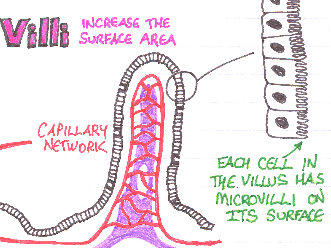 Villi INCREASE THE
SURFACE AREA
CAPILLARY
NETWORK
EACH CELL IN
THE VILLUS HAS
MICROVILLI ON
ITS SURFACE